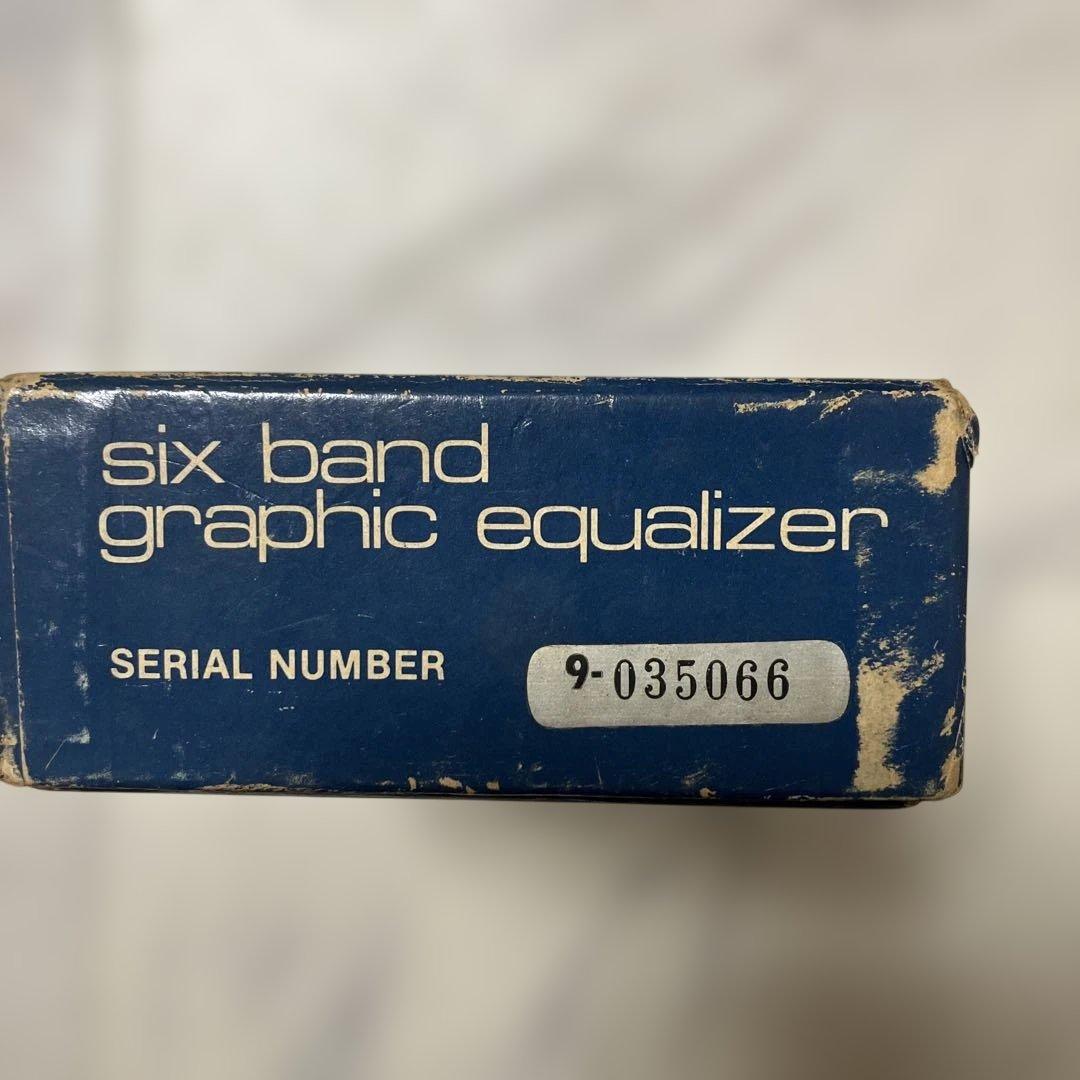 six band
graphic equalizer
SERIAL NUMBER
9-035066